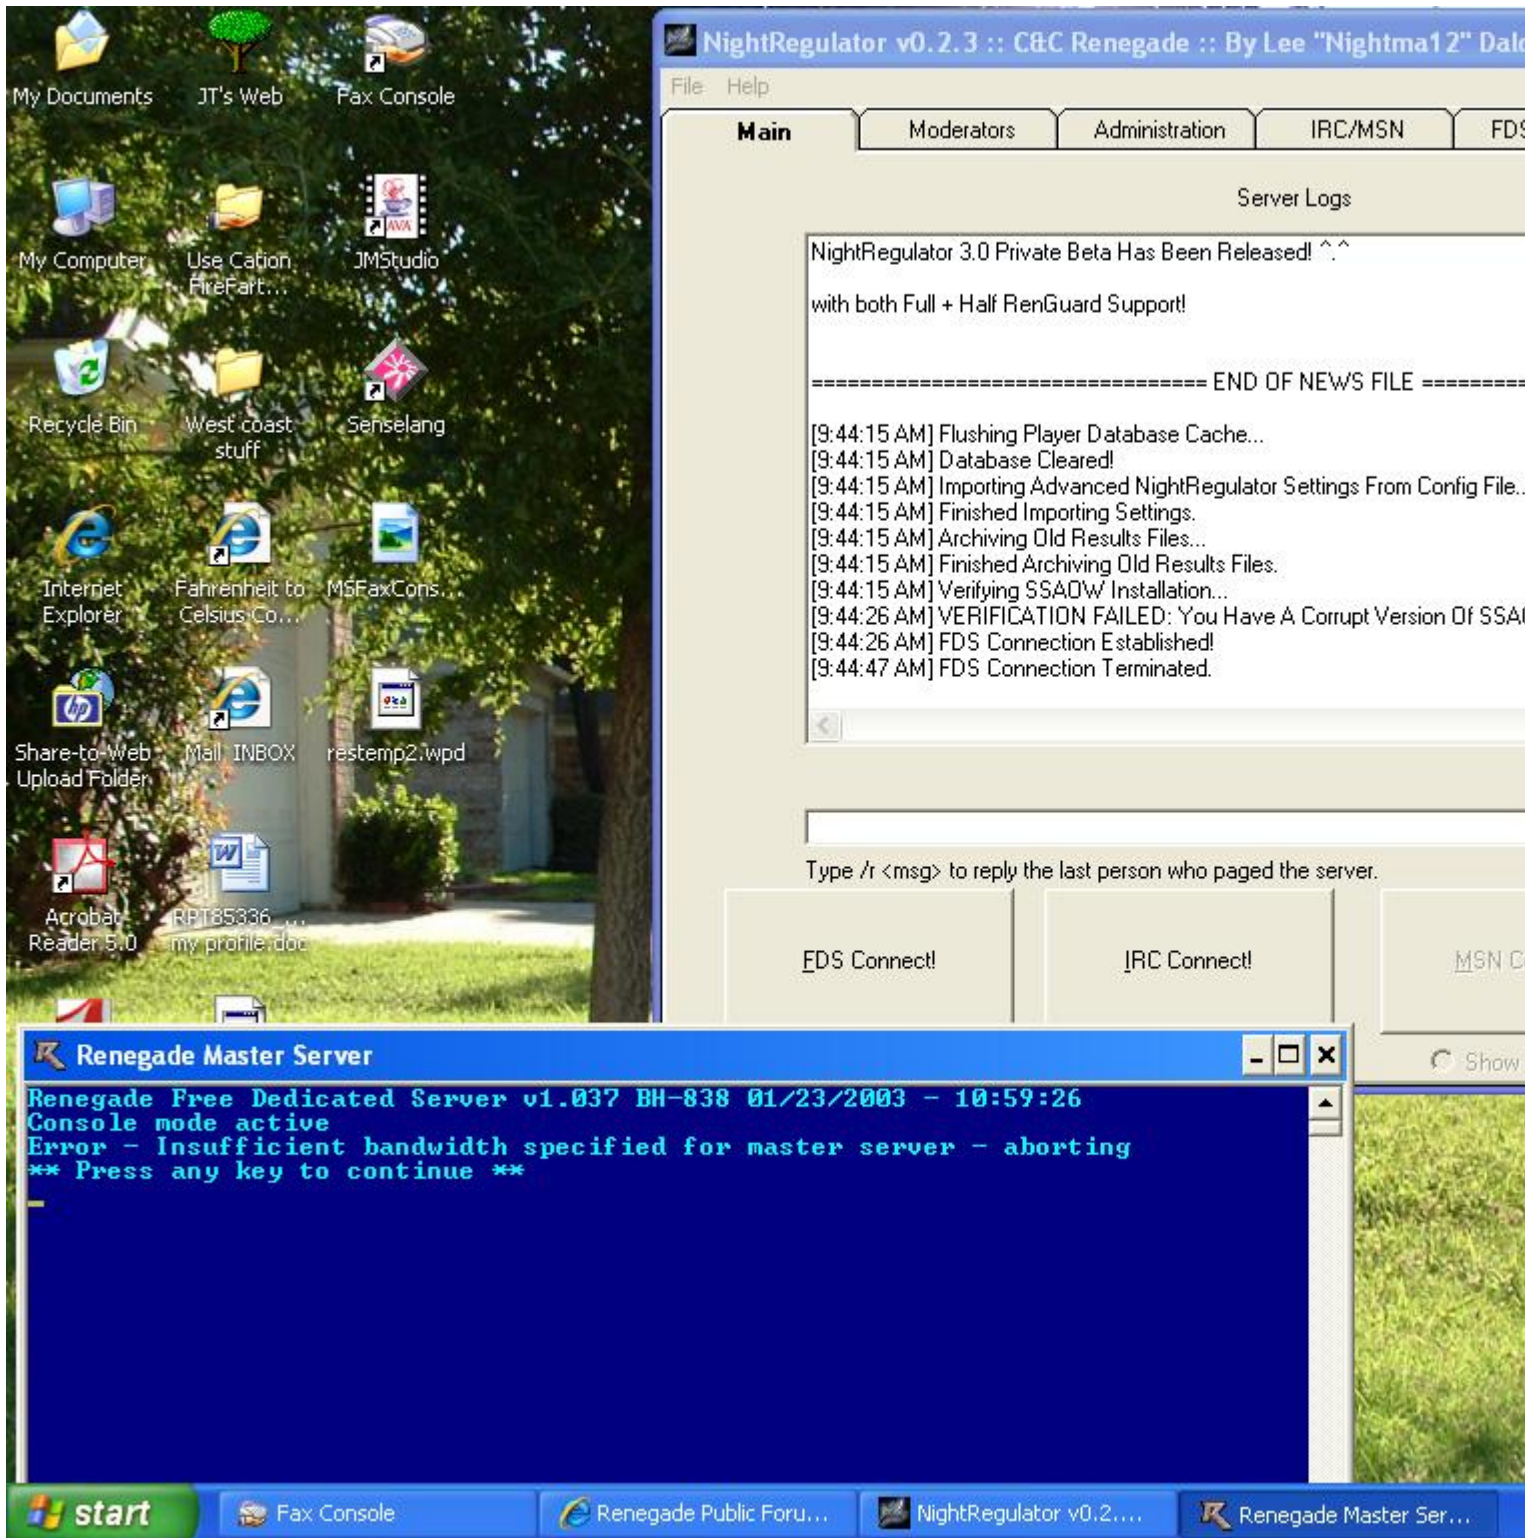 My Documents
JT's Web
Fax Console
My Computer
Use Cation
FireFart...
JMStudio
JAVA
Recycle Bin
West coast
stuff
Senselang
Internet
Explorer
Fahrenheit to
Celsius Co...
MSFaxCons...
Share-to-Web
Upload Folder
Mail INBOX
restemp2.wpd
Acrobat
Reader 5.0
RPT85336_...
my profile.doc
NightRegulator v0.2.3 :: C&C Renegade :: By Lee "Nightma12" Dalo
File Help
Main Moderators Administration IRC/MSN FDS
Server Logs
NightRegulator 3.0 Private Beta Has Been Released! ^.^
with both Full + Half RenGuard Support!
================================= END OF NEWS FILE =========
[9:44:15 AM] Flushing Player Database Cache...
[9:44:15 AM] Database Cleared!
[9:44:15 AM] Importing Advanced NightRegulator Settings From Config File...
[9:44:15 AM] Finished Importing Settings.
[9:44:15 AM] Archiving Old Results Files...
[9:44:15 AM] Finished Archiving Old Results Files.
[9:44:15 AM] Verifying SSAOW Installation...
[9:44:26 AM] VERIFICATION FAILED: You Have A Corrupt Version Of SSAO
[9:44:26 AM] FDS Connection Established!
[9:44:47 AM] FDS Connection Terminated.
Type /r <msg> to reply the last person who paged the server.
FDS Connect! IRC Connect! MSN C
Show
Renegade Master Server
Renegade Free Dedicated Server v1.037 BH-838 01/23/2003 - 10:59:26
Console mode active
Error - Insufficient bandwidth specified for master server - aborting
** Press any key to continue **
start Fax Console Renegade Public Foru... NightRegulator v0.2.... Renegade Master Ser...